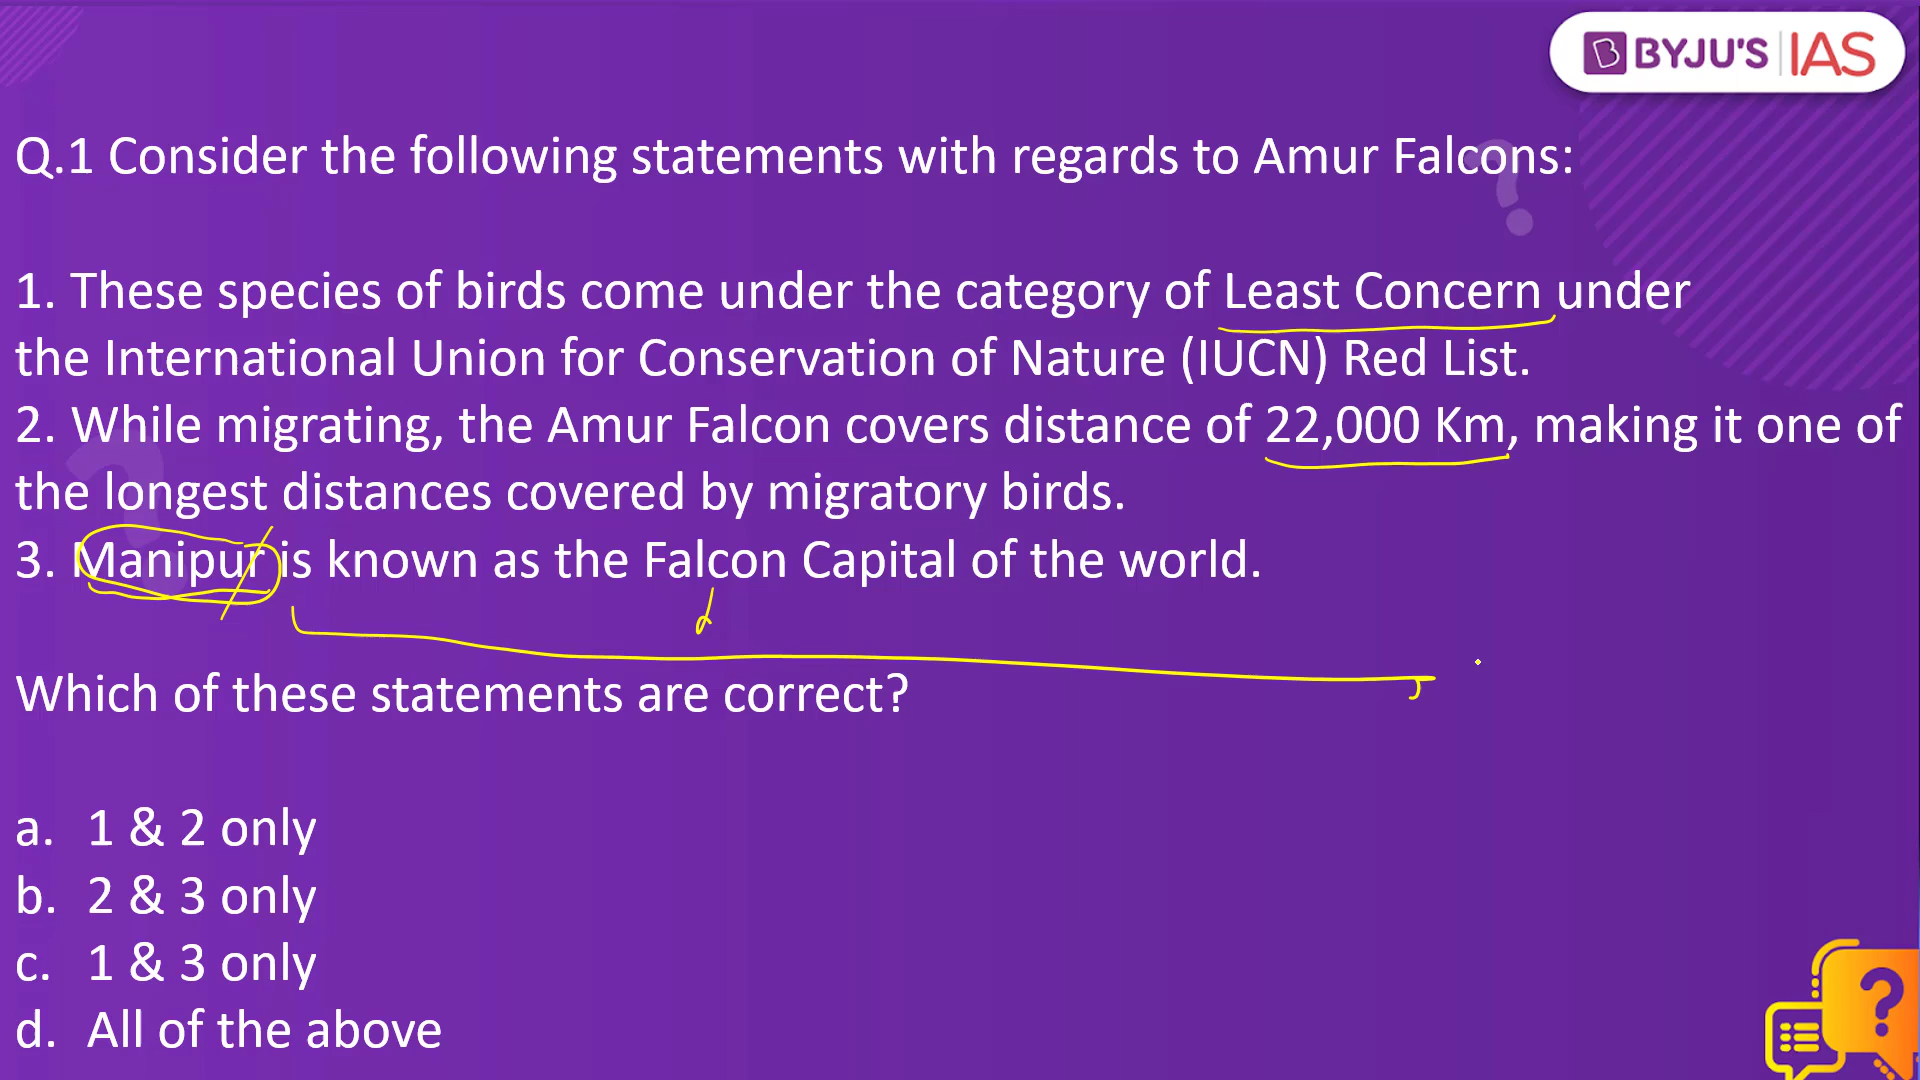 BYJU'S IAS
Q.1 Consider the following statements with regards to Amur Falcons:
1. These species of birds come under the category of Least Concern under
the International Union for Conservation of Nature (IUCN) Red List.
2. While migrating, the Amur Falcon covers distance of 22,000 Km, making it one of
the longest distances covered by migratory birds.
3. Manipur is known as the Falcon Capital of the world.
Which of these statements are correct?
a. 1 & 2 only
b. 2 & 3 only
c. 1 & 3 only
d. All of the above